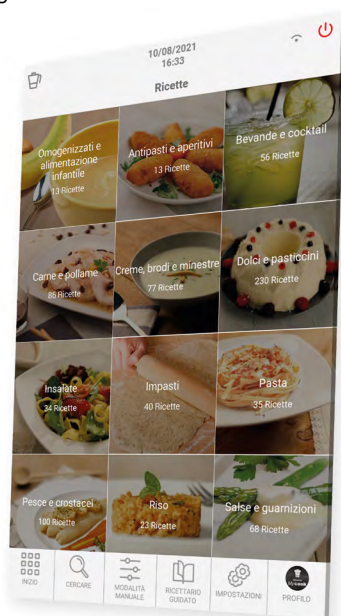 10/08/2021
16:33
Ricette
Omogenizzati e
alimentazione
infantile
13 Ricette
Antipasti e aperitivi
13 Ricette
Bevande e cocktail
56 Ricette
Carne e pollame
86 Ricette
Creme, brodi e minestre
77 Ricette
Dolci e pasticcini
230 Ricette
Insalate
34 Ricette
Impasti
40 Ricette
Pasta
35 Ricette
Pesce e crostacei
100 Ricette
Riso
23 Ricette
Salse e guarnizioni
68 Ricette
INIZIO
CERCARE
MODALITÀ
MANUALE
RICETTARIO
GUIDATO
IMPOSTAZIONI
Mycook
PROFILO